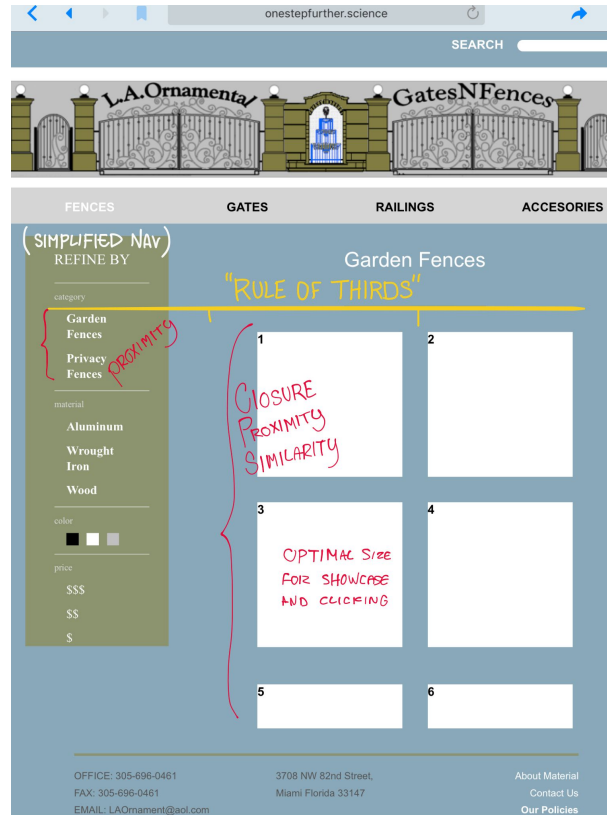 onestepfurther.science
SEARCH
L.A.Ornamental
GatesNFences
FENCES
GATES
RAILINGS
ACCESORIES
(SIMPLIFIED NAV)
REFINE BY
Garden Fences
"RULE OF THIRDS"
category
Garden
Fences
Privacy
Fences
PROXIMITY
material
Aluminum
Wrought
Iron
Wood
color
price
$$$
$$
$
1
2
CLOSURE
PROXIMITY
SIMILARITY
3
4
OPTIMAL SIZE
FOR SHOWCASE
AND CLICKING
5
6
OFFICE: 305-696-0461
FAX: 305-696-0461
EMAIL: LAOrnament@aol.com
3708 NW 82nd Street,
Miami Florida 33147
About Material
Contact Us
Our Policies